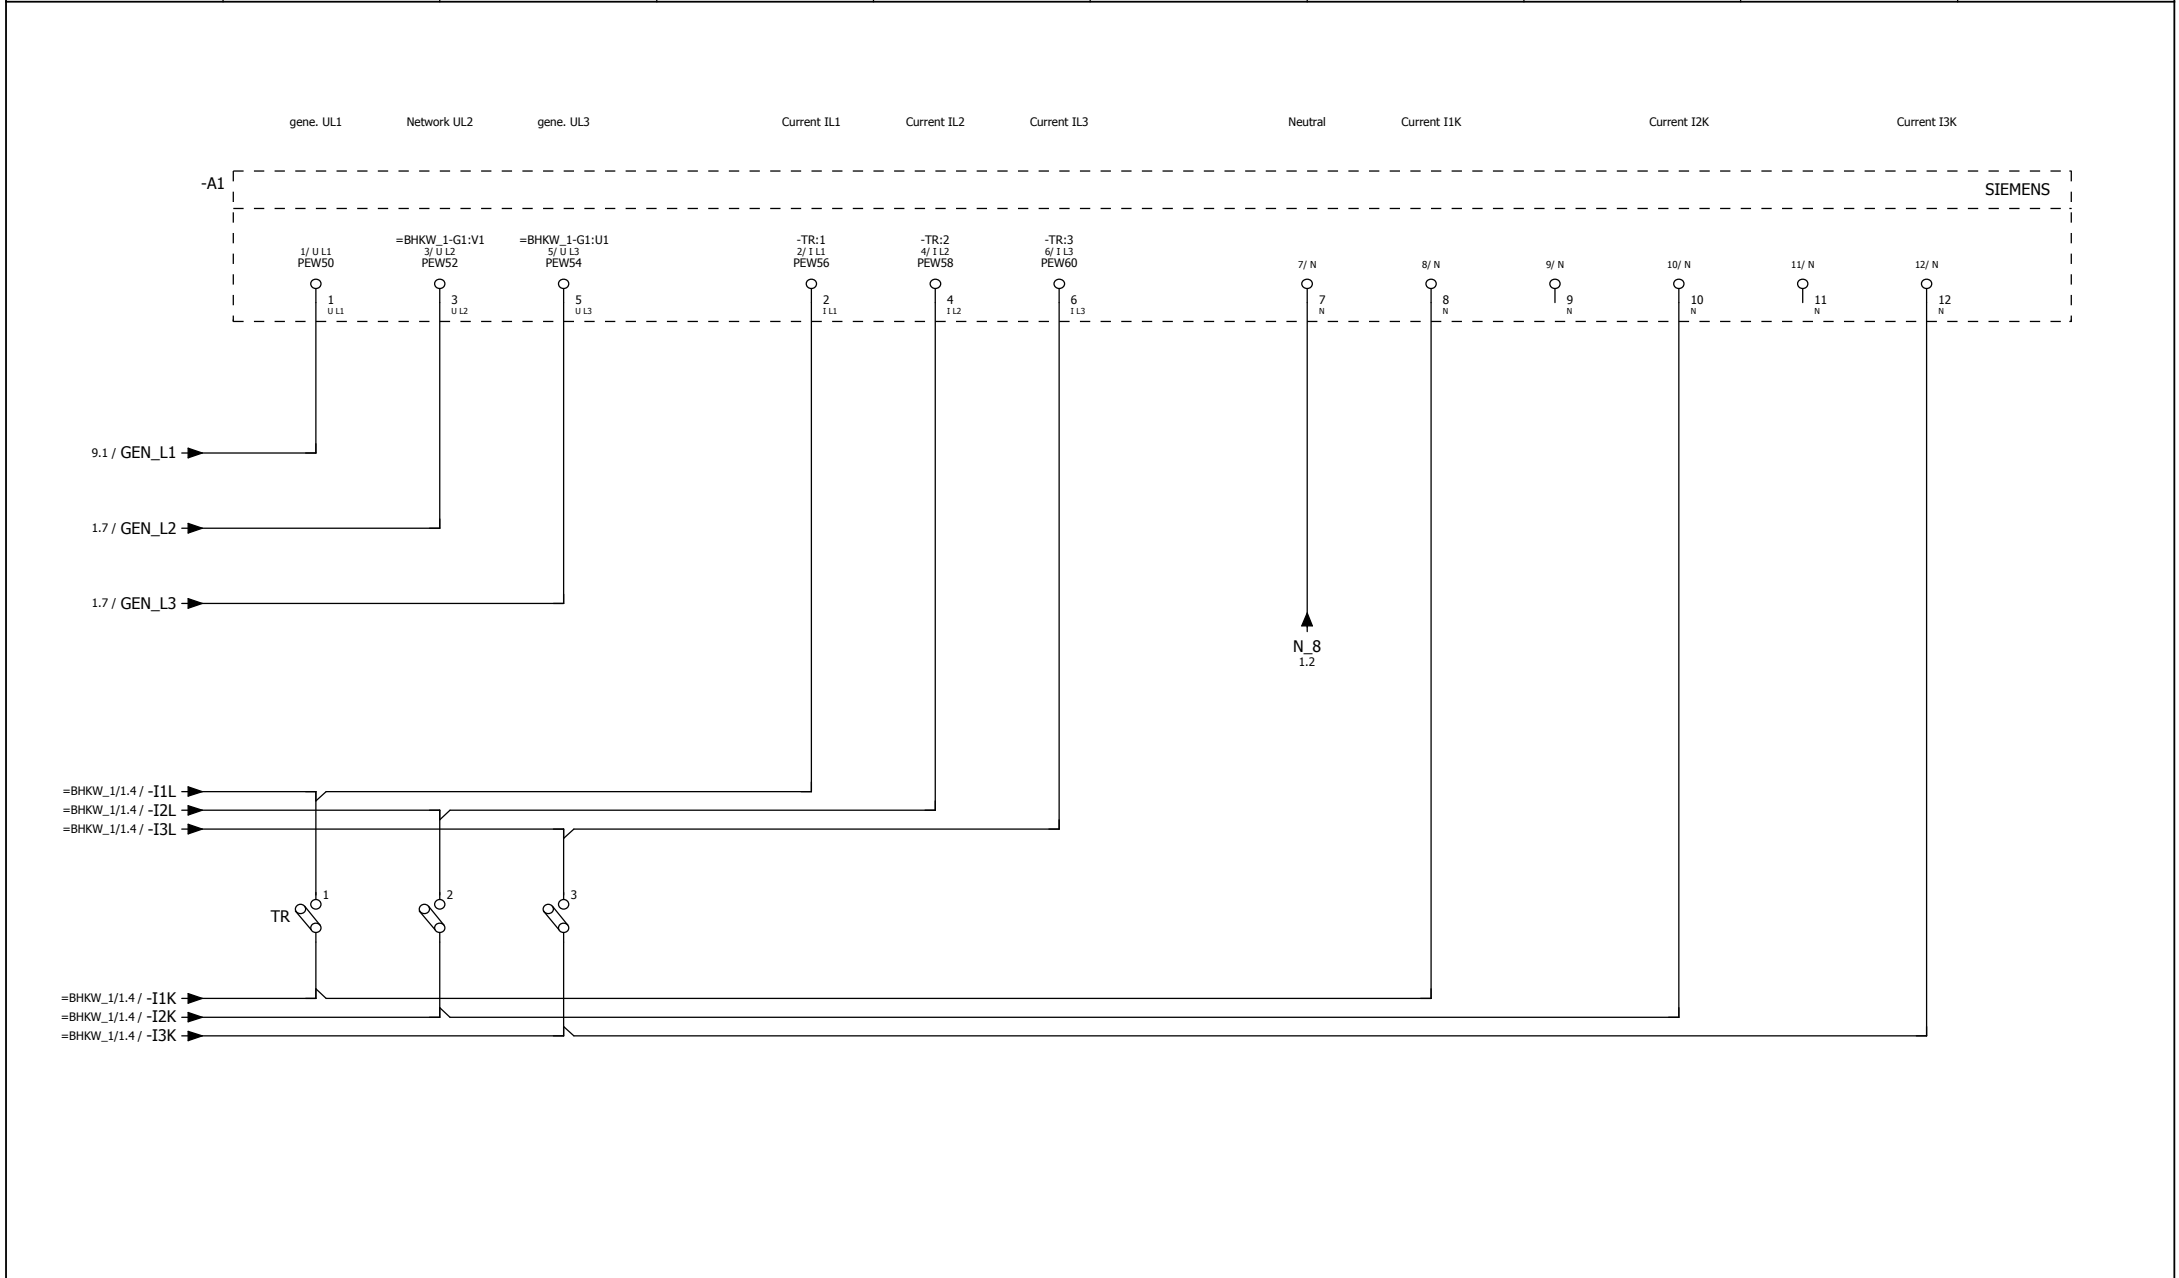 gene. UL1
Network UL2
gene. UL3
Current IL1
Current IL2
Current IL3
Neutral
Current I1K
Current I2K
Current I3K
-A1
SIEMENS
1/ U L1
PEW50
=BHKW_1-G1:V1
3/ U L2
PEW52
=BHKW_1-G1:U1
5/ U L3
PEW54
-TR:1
2/ I L1
PEW56
-TR:2
4/ I L2
PEW58
-TR:3
6/ I L3
PEW60
7/ N
8/ N
9/ N
10/ N
11/ N
12/ N
1
U L1
3
U L2
5
U L3
2
I L1
4
I L2
6
I L3
7
N
8
N
9
N
10
N
11
N
12
N
9.1 / GEN_L1
1.7 / GEN_L2
1.7 / GEN_L3
N_8
1.2
=BHKW_1/1.4 / -I1L
=BHKW_1/1.4 / -I2L
=BHKW_1/1.4 / -I3L
TR
1
2
3
=BHKW_1/1.4 / -I1K
=BHKW_1/1.4 / -I2K
=BHKW_1/1.4 / -I3K